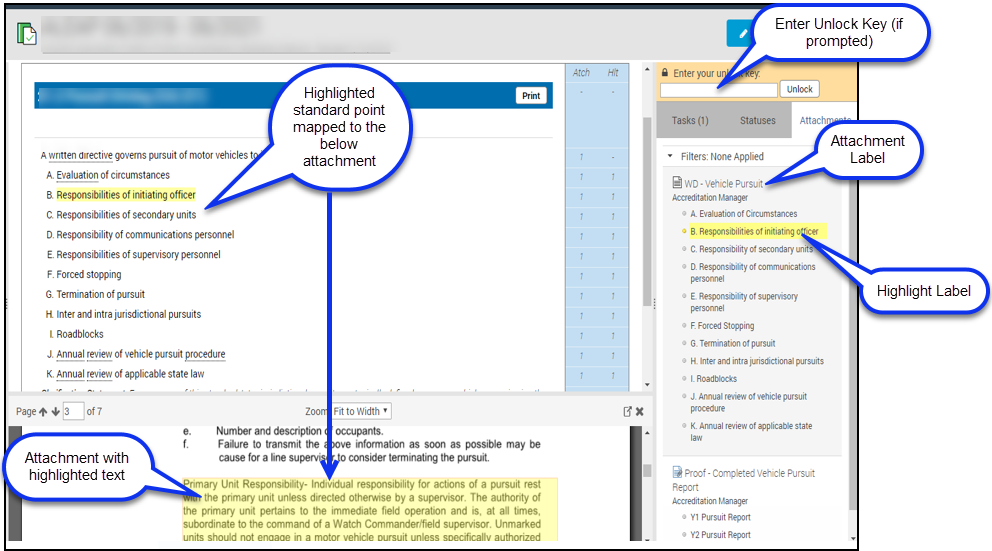 Enter Unlock Key (if
prompted)
Highlighted
standard point
mapped to the
below
attachment
Print
Atch Hlt
- -
Enter your unlock key:
Unlock
Tasks (1) Statuses Attachments
Attachment
Label
Filters: None Applied
A written directive governs pursuit of motor vehicles to
↑ -
A. Evaluation of circumstances
B. Responsibilities of initiating officer
C. Responsibilities of secondary units
D. Responsibility of communications personnel
E. Responsibilities of supervisory personnel
F. Forced stopping
G. Termination of pursuit
H. Inter and intra jurisdictional pursuits
I. Roadblocks
J. Annual review of vehicle pursuit procedure
K. Annual review of applicable state law
WD - Vehicle Pursuit
Accreditation Manager
A. Evaluation of Circumstances
B. Responsibilities of initiating officer
C. Responsibility of secondary units
D. Responsibility of communications
personnel
E. Responsibility of supervisory
personnel
F. Forced Stopping
G. Termination of pursuit
H. Inter and intra jurisdictional pursuits
I. Roadblocks
J. Annual review of vehicle pursuit
procedure
K. Annual review of applicable state
law
Highlight Label
Proof - Completed Vehicle Pursuit
Report
Accreditation Manager
Y1 Pursuit Report
Y2 Pursuit Report
Page 3 of 7
Zoom: Fit to Width
e. Number and description of occupants.
f. Failure to transmit the above information as soon as possible may be
cause for a line supervisor to consider terminating the pursuit.
Attachment with
highlighted text
Primary Unit Responsibility- Individual responsibility for actions of a pursuit rest
with the primary unit unless directed otherwise by a supervisor. The authority of
the primary unit pertains to the immediate field operation and is, at all times,
subordinate to the command of a Watch Commander/field supervisor. Unmarked
units should not engage in a motor vehicle pursuit unless specifically authorized